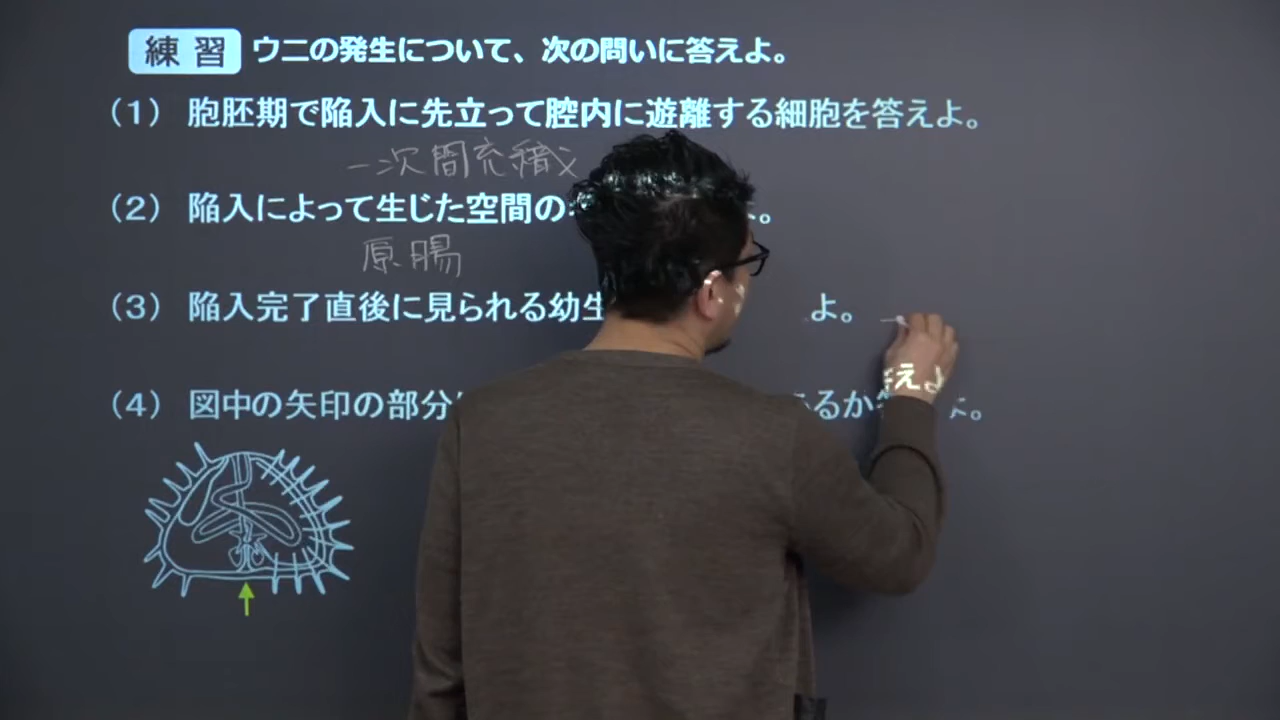 練習 ウニの発生について、次の問いに答えよ。
(1) 胞胚期で陥入に先立って腔内に遊離する細胞を答えよ。
一次間充織
(2) 陥入によって生じた空間の
原腸
(3) 陥入完了直後に見られる幼生 よ。
(4) 図中の矢印の部分 るか答えよ。